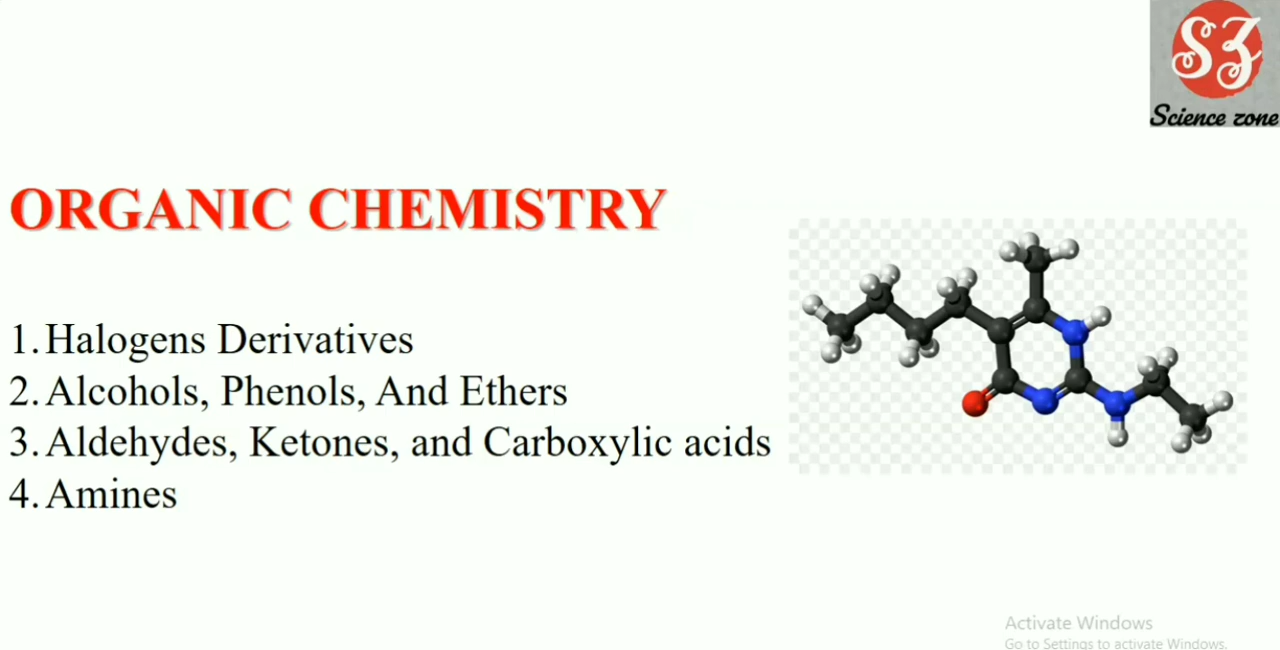 SZ
Science zone
ORGANIC CHEMISTRY
1. Halogens Derivatives
2. Alcohols, Phenols, And Ethers
3. Aldehydes, Ketones, and Carboxylic acids
4. Amines
Activate Windows
Go to Settings to activate Windows.